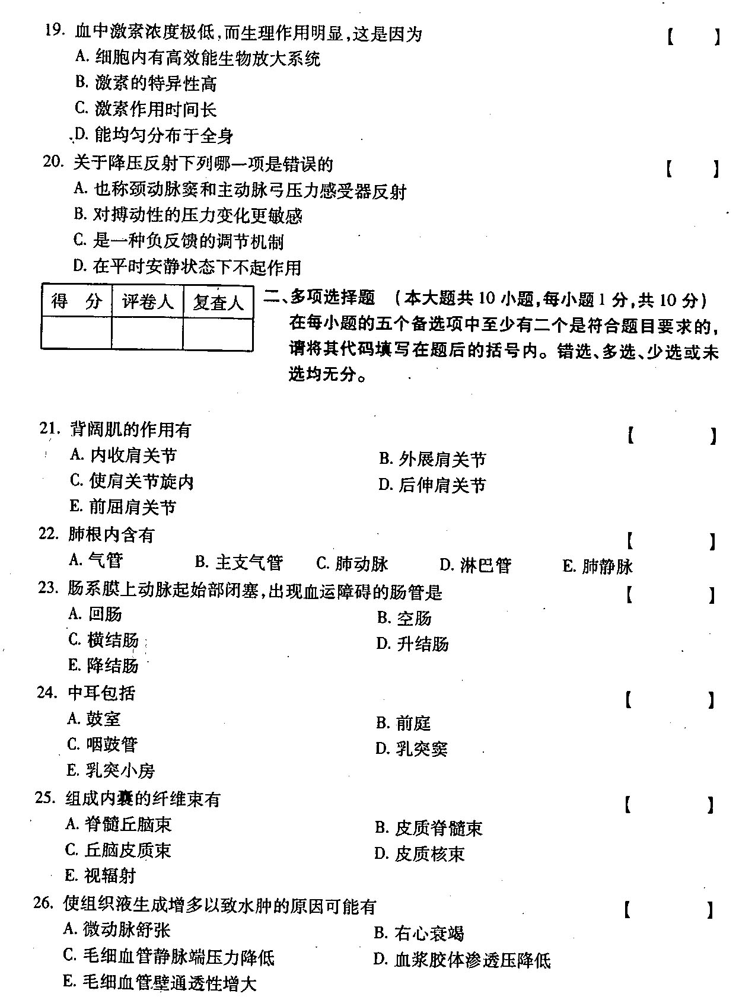 19. 血中激素浓度极低,而生理作用明显,这是因为 【 】
A. 细胞内有高效能生物放大系统
B. 激素的特异性高
C. 激素作用时间长
D. 能均匀分布于全身
20. 关于降压反射下列哪一项是错误的 【 】
A. 也称颈动脉窦和主动脉弓压力感受器反射
B. 对搏动性的压力变化更敏感
C. 是一种负反馈的调节机制
D. 在平时安静状态下不起作用
得 分 评卷人 复查人
二、多项选择题 (本大题共 10 小题,每小题 1 分,共 10 分)
在每小题的五个备选项中至少有二个是符合题目要求的,
请将其代码填写在题后的括号内。错选、多选、少选或未
选均无分。
21. 背阔肌的作用有 【 】
A. 内收肩关节 B. 外展肩关节
C. 使肩关节旋内 D. 后伸肩关节
E. 前屈肩关节
22. 肺根内含有 【 】
A. 气管 B. 主支气管 C. 肺动脉 D. 淋巴管 E. 肺静脉
23. 肠系膜上动脉起始部闭塞,出现血运障碍的肠管是 【 】
A. 回肠 B. 空肠
C. 横结肠 D. 升结肠
E. 降结肠
24. 中耳包括 【 】
A. 鼓室 B. 前庭
C. 咽鼓管 D. 乳突窦
E. 乳突小房
25. 组成内囊的纤维束有 【 】
A. 脊髓丘脑束 B. 皮质脊髓束
C. 丘脑皮质束 D. 皮质核束
E. 视辐射
26. 使组织液生成增多以致水肿的原因可能有 【 】
A. 微动脉舒张 B. 右心衰竭
C. 毛细血管静脉端压力降低 D. 血浆胶体渗透压降低
E. 毛细血管壁通透性增大